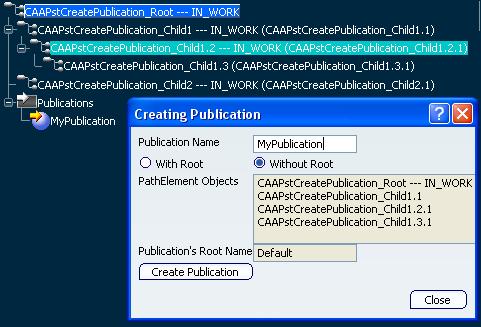 CAAPstCreatePublication_Root --- IN_WORK
CAAPstCreatePublication_Child1 --- IN_WORK (CAAPstCreatePublication_Child1.1)
CAAPstCreatePublication_Child1.2 --- IN_WORK (CAAPstCreatePublication_Child1.2.1)
CAAPstCreatePublication_Child1.3 (CAAPstCreatePublication_Child1.3.1)
CAAPstCreatePublication_Child2 --- IN_WORK (CAAPstCreatePublication_Child2.1)
Publications
MyPublication
Creating Publication
?
Publication Name MyPublication
With Root Without Root
PathElement Objects
CAAPstCreatePublication_Root --- IN_WORK
CAAPstCreatePublication_Child1.1
CAAPstCreatePublication_Child1.2.1
CAAPstCreatePublication_Child1.3.1
Publication's Root Name Default
Create Publication
Close